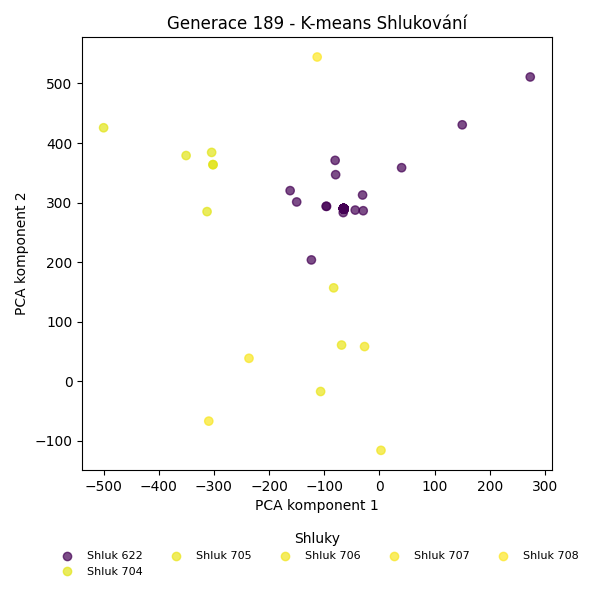 Generace 189 - K-means Shlukování
500
400
300
200
100
0
−100
PCA komponent 2
−500 −400 −300 −200 −100 0 100 200 300
PCA komponent 1
Shluky
Shluk 622 Shluk 705 Shluk 706 Shluk 707 Shluk 708
Shluk 704